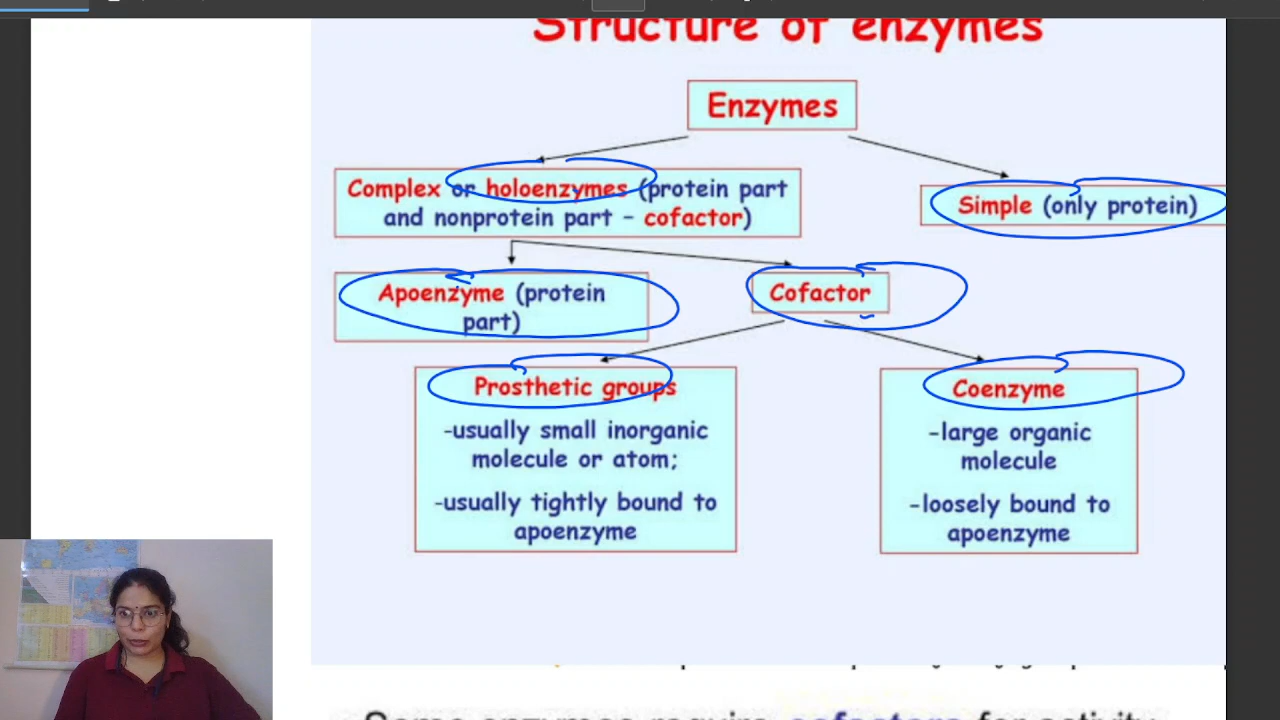 Structure of enzymes
Enzymes
Complex or holoenzymes (protein part
and nonprotein part - cofactor)
Simple (only protein)
Apoenzyme (protein
part)
Cofactor
Prosthetic groups
-usually small inorganic
molecule or atom;
-usually tightly bound to
apoenzyme
Coenzyme
-large organic
molecule
-loosely bound to
apoenzyme
Some enzymes require cofactors for activity